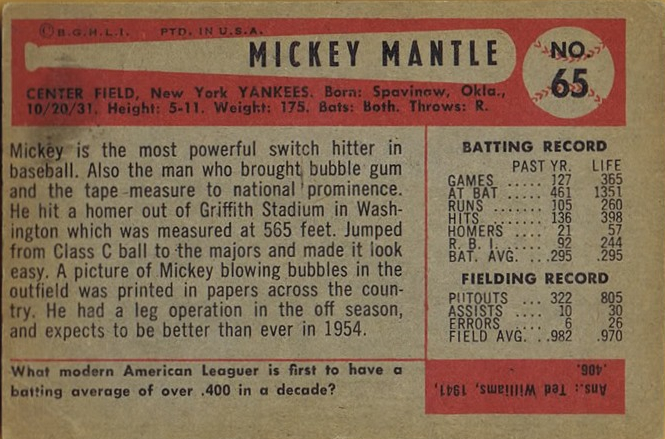 ©B.G.H.L.I. PTD. IN U.S.A.
MICKEY MANTLE
NO.
65
CENTER FIELD, New York YANKEES. Born: Spavinaw, Okla.,
10/20/31. Height: 5-11. Weight: 175. Bats: Both. Throws: R.
Mickey is the most powerful switch hitter in
baseball. Also the man who brought bubble gum
and the tape measure to national prominence.
He hit a homer out of Griffith Stadium in Wash-
ington which was measured at 565 feet. Jumped
from Class C ball to the majors and made it look
easy. A picture of Mickey blowing bubbles in the
outfield was printed in papers across the coun-
try. He had a leg operation in the off season,
and expects to be better than ever in 1954.
What modern American Leaguer is first to have a
batting average of over .400 in a decade?
BATTING RECORD
PAST YR. LIFE
GAMES ..... 127 365
AT BAT ..... 461 1351
RUNS ...... 105 260
HITS ...... 136 398
HOMERS .... 21 57
R. B. I. ..... 92 244
BAT. AVG. ... .295 .295
FIELDING RECORD
PUTOUTS ... 322 805
ASSISTS .... 10 30
ERRORS .... 6 26
FIELD AVG. .. .982 .970
Ans.: Ted Williams, 1941,
.406.